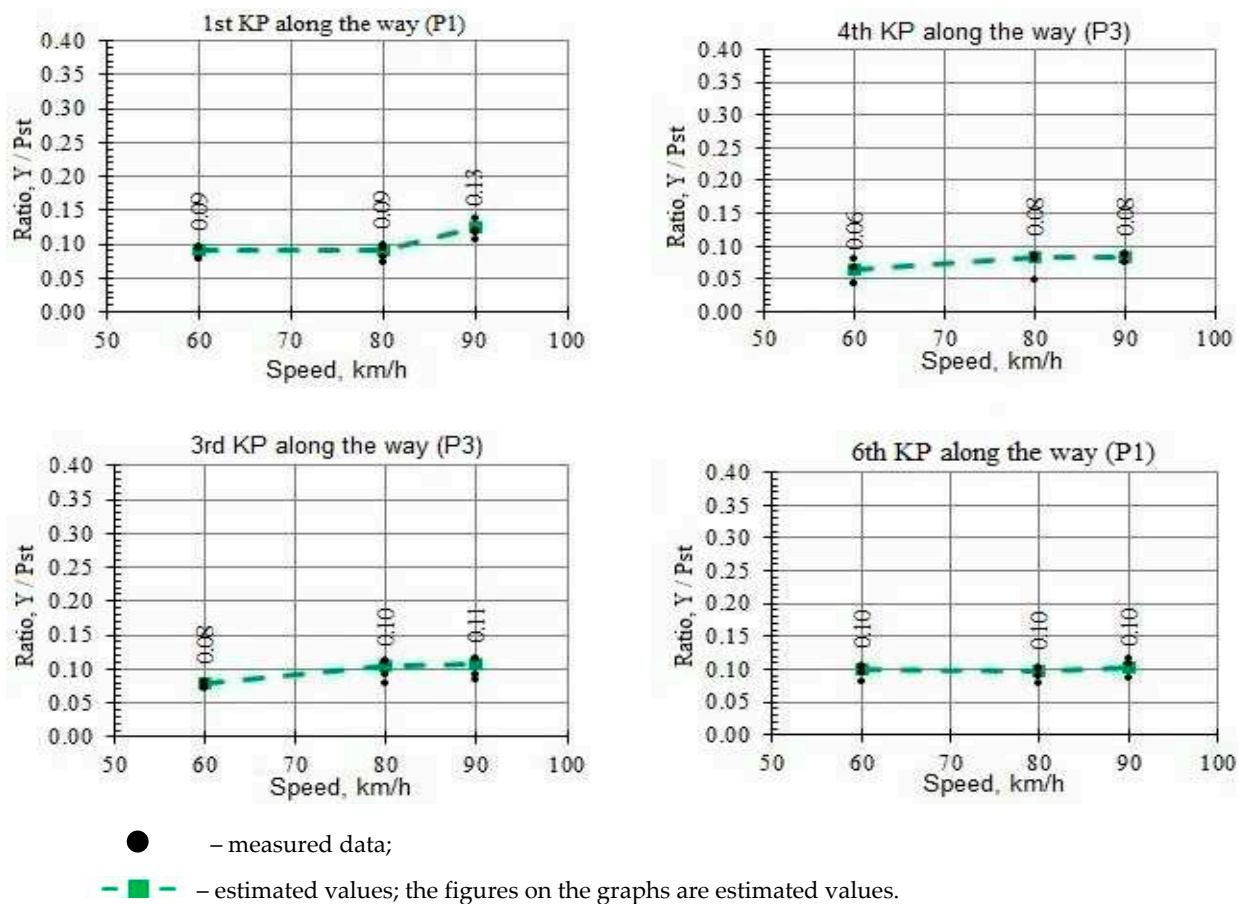 1st KP along the way (P1)
Ratio, Y / Pst
0.40
0.35
0.30
0.25
0.20
0.15
0.10
0.05
0.00
0.09
0.09
0.13
50 60 70 80 90 100
Speed, km/h
4th KP along the way (P3)
Ratio, Y / Pst
0.40
0.35
0.30
0.25
0.20
0.15
0.10
0.05
0.00
0.06
0.08
0.08
50 60 70 80 90 100
Speed, km/h
3rd KP along the way (P3)
Ratio, Y / Pst
0.40
0.35
0.30
0.25
0.20
0.15
0.10
0.05
0.00
0.08
0.10
0.11
50 60 70 80 90 100
Speed, km/h
6th KP along the way (P1)
Ratio, Y / Pst
0.40
0.35
0.30
0.25
0.20
0.15
0.10
0.05
0.00
0.10
0.10
0.10
50 60 70 80 90 100
Speed, km/h
– measured data;
– estimated values; the figures on the graphs are estimated values.